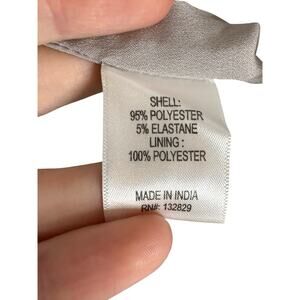 SHELL:
95% POLYESTER
5% ELASTANE
LINING :
100% POLYESTER
MADE IN INDIA
RN#: 132829